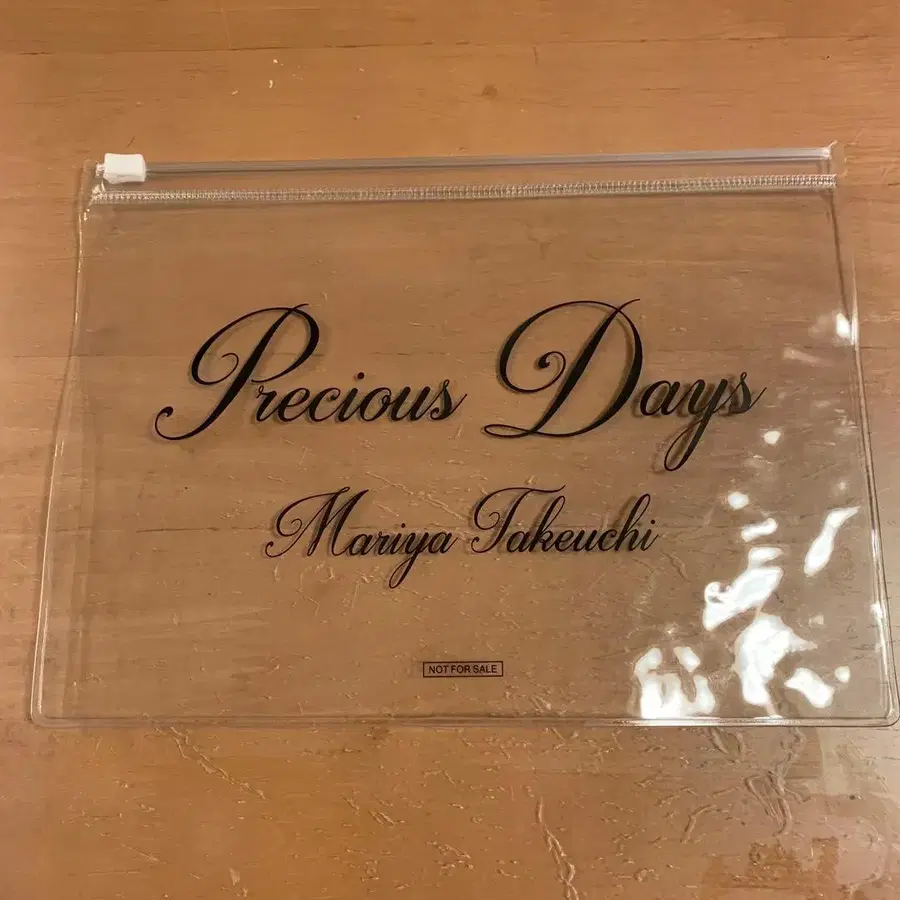 Precious Days
Mariya Takeuchi
NOT FOR SALE